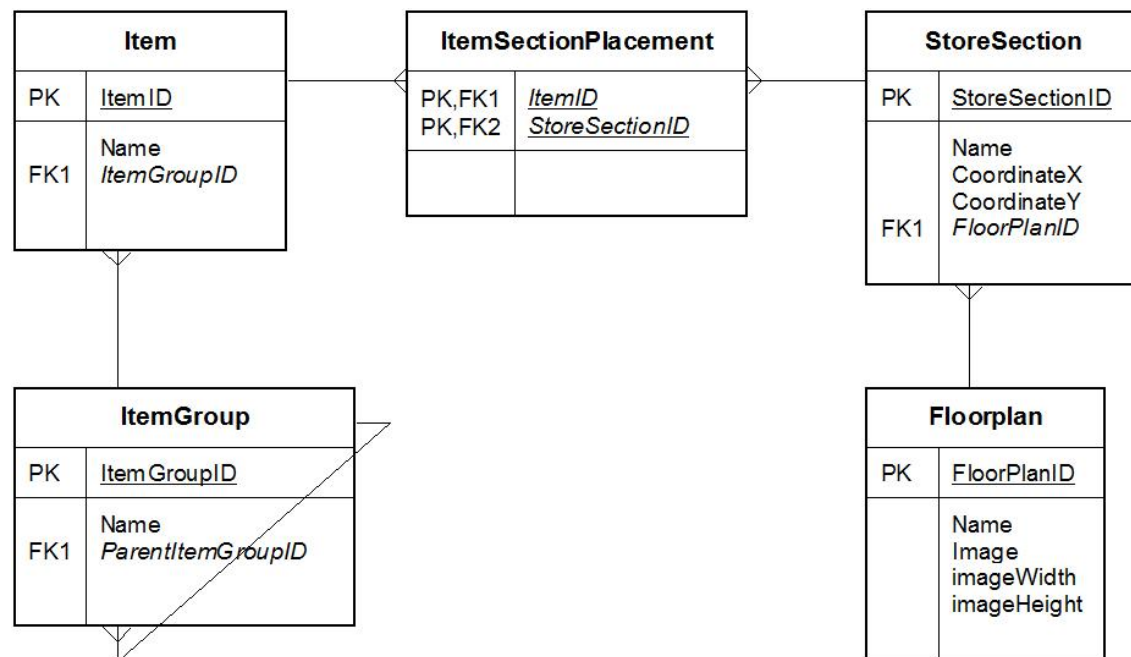 Item
PK ItemID
Name
FK1 ItemGroupID
ItemSectionPlacement
PK,FK1 ItemID
PK,FK2 StoreSectionID
StoreSection
PK StoreSectionID
Name
CoordinateX
CoordinateY
FK1 FloorPlanID
ItemGroup
PK ItemGroupID
Name
FK1 ParentItemGroupID
Floorplan
PK FloorPlanID
Name
Image
imageWidth
imageHeight